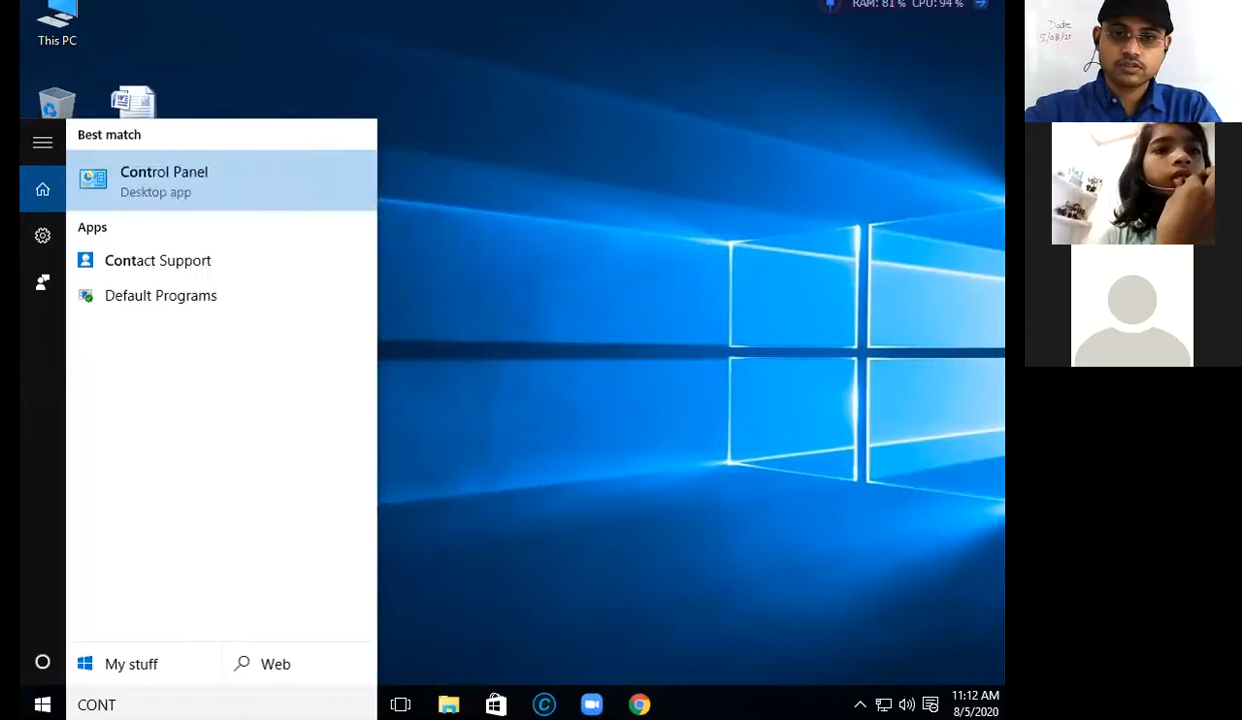 RAM: 81 % CPU: 94 %
This PC
Best match
Control Panel
Desktop app
Apps
Contact Support
Default Programs
My stuff
Web
CONT
11:12 AM
8/5/2020
Date